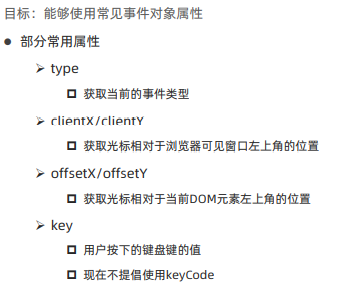 目标：能够使用常见事件对象属性
部分常用属性
type
获取当前的事件类型
clientX/clientY
获取光标相对于浏览器可见窗口左上角的位置
offsetX/offsetY
获取光标相对于当前DOM元素左上角的位置
key
用户按下的键盘键的值
现在不提倡使用keyCode